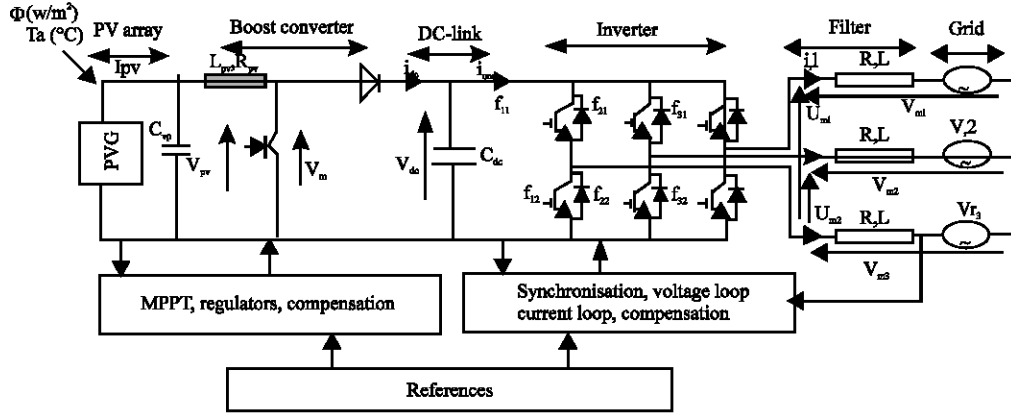 Φ(w/m²)
Ta (°C)
PV array
Boost converter
DC-link
Inverter
Filter
Grid
Ipv
Lpv,Rpv
R,L
f11
f21
f31
PVG
Cvp
Vpv
Vm
Vdc
Cdc
Um1
Vm1
R,L
Vr2
f12
f22
f32
Vm2
Um2
R,L
Vr3
Vm3
MPPT, regulators, compensation
Synchronisation, voltage loop
current loop, compensation
References